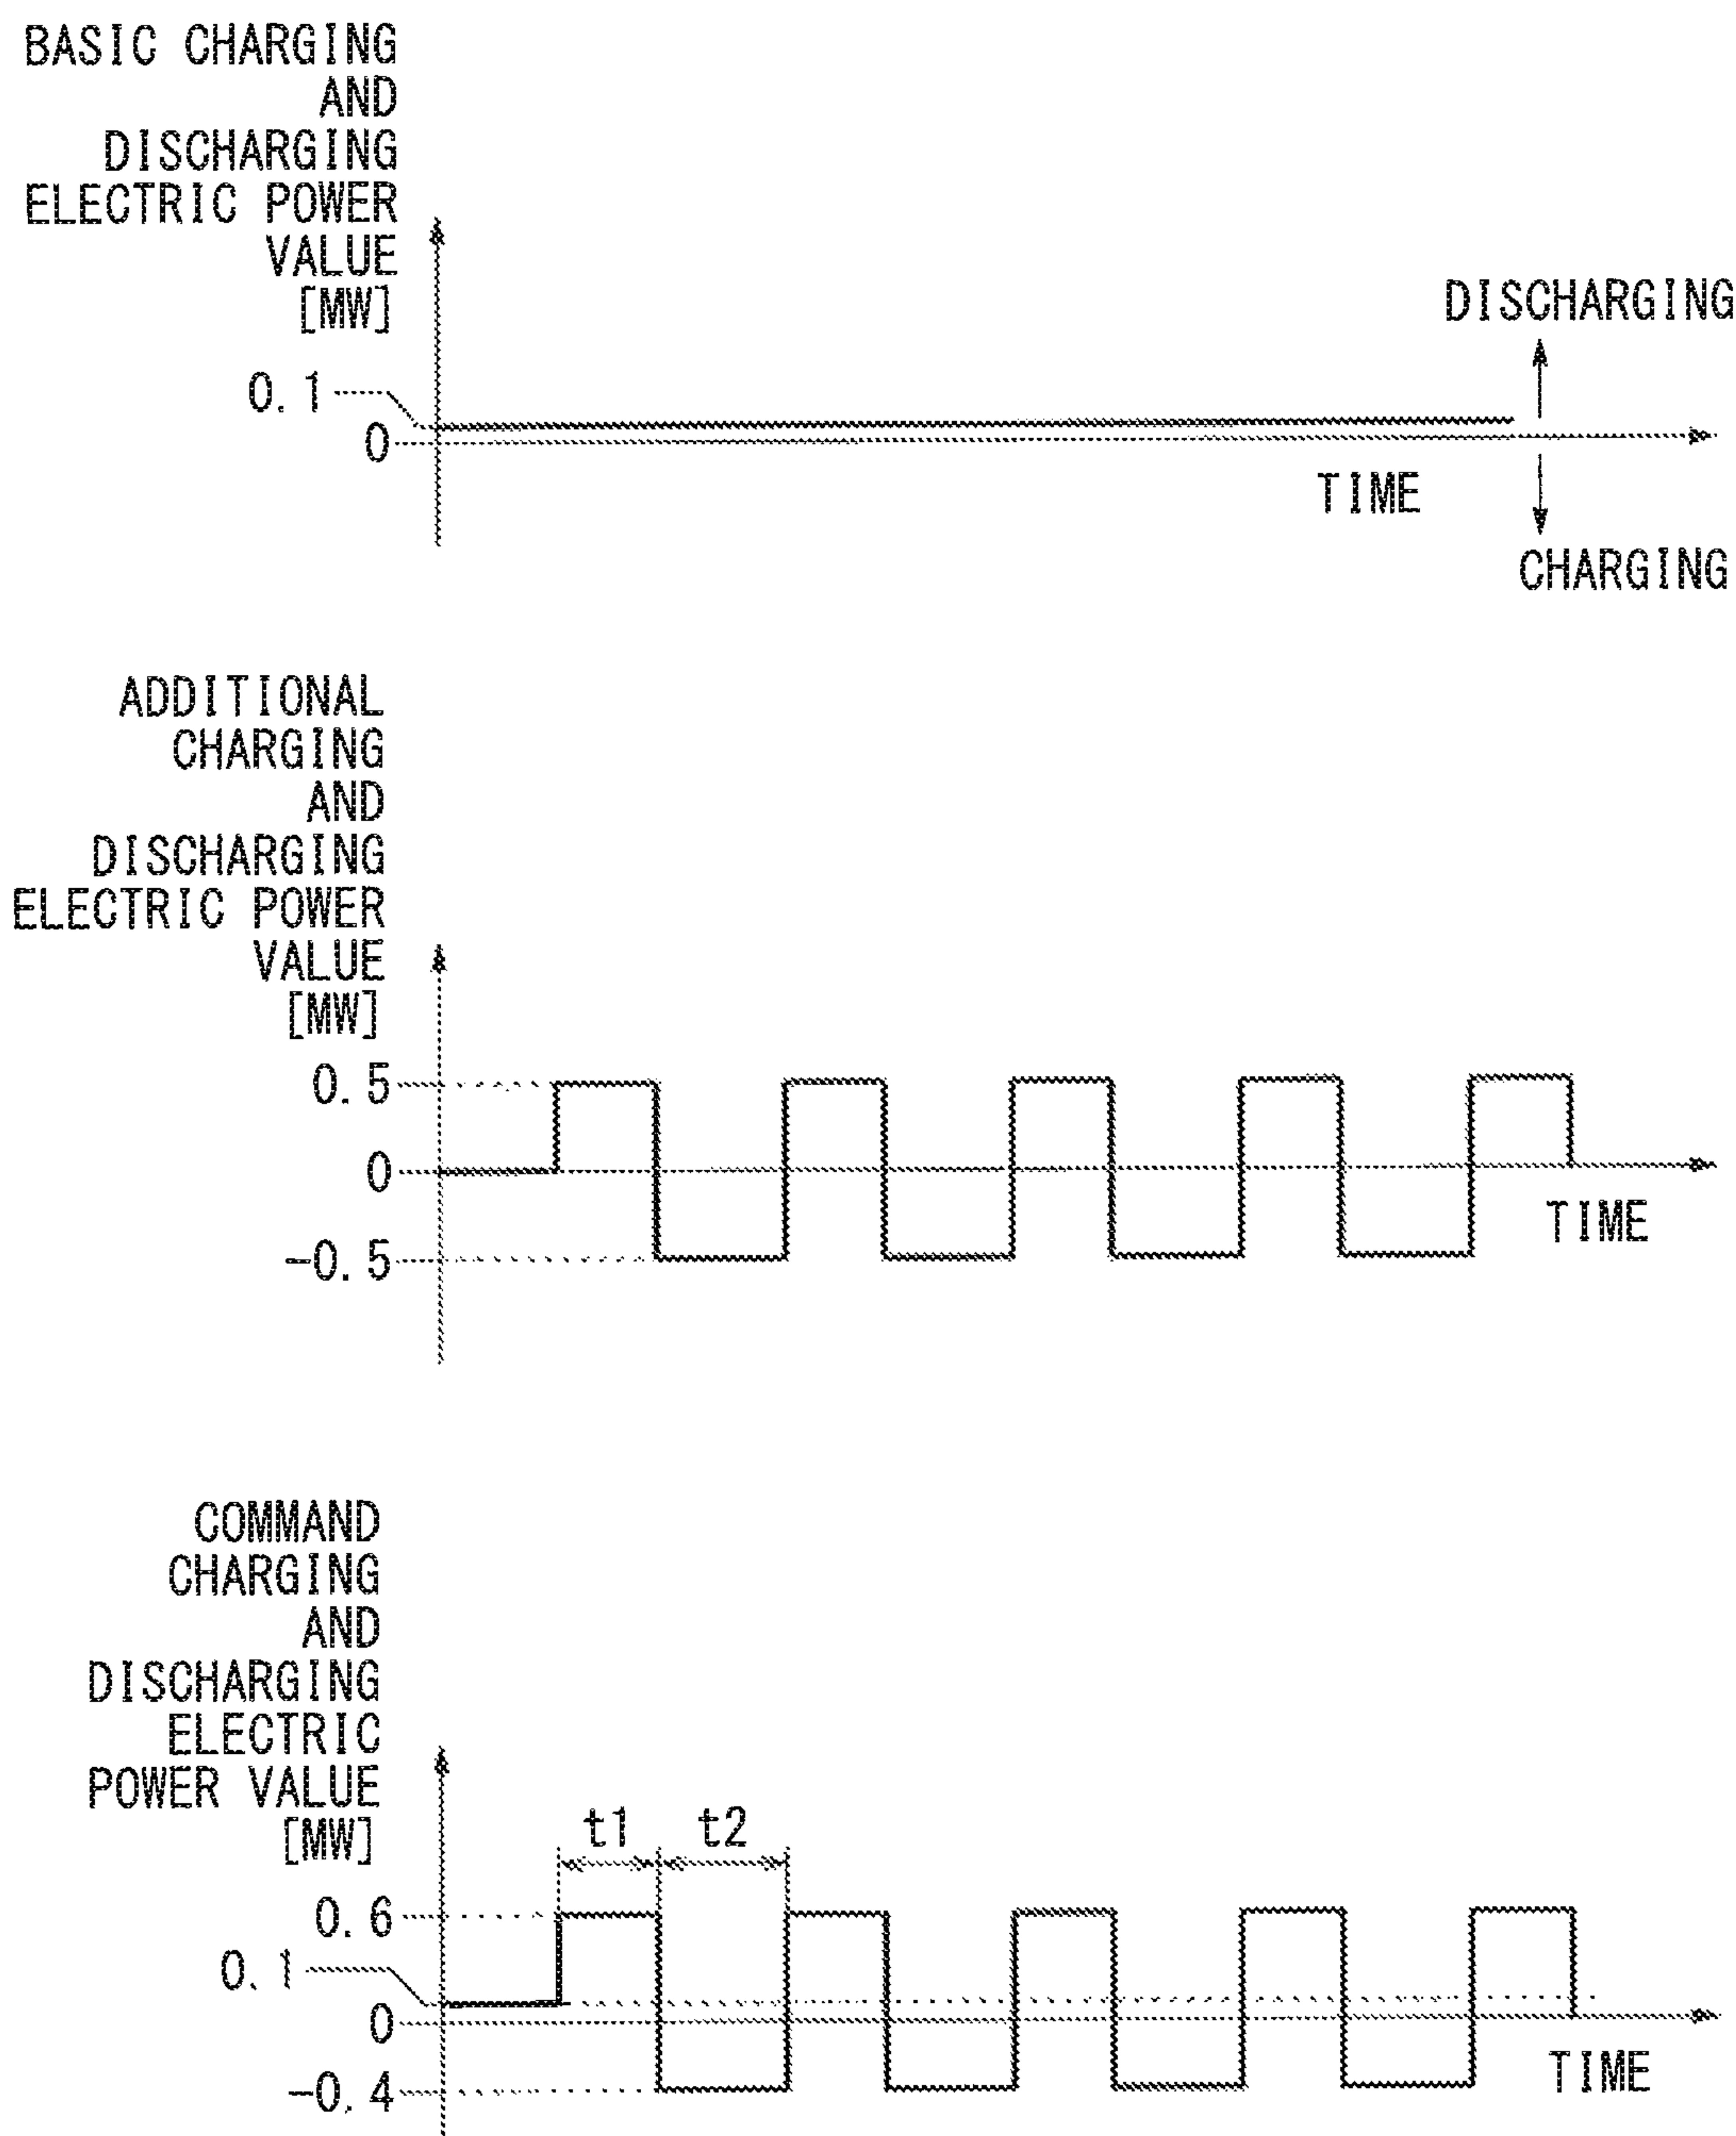 BASIC CHARGING
AND
DISCHARGING
ELECTRIC POWER
VALUE
[MW]
DISCHARGING
0.1
0
TIME
CHARGING
ADDITIONAL
CHARGING
AND
DISCHARGING
ELECTRIC POWER
VALUE
[MW]
0.5
0
TIME
-0.5
COMMAND
CHARGING
AND
DISCHARGING
ELECTRIC
POWER VALUE
[MW]
t1 t2
0.6
0.1
0
TIME
-0.4